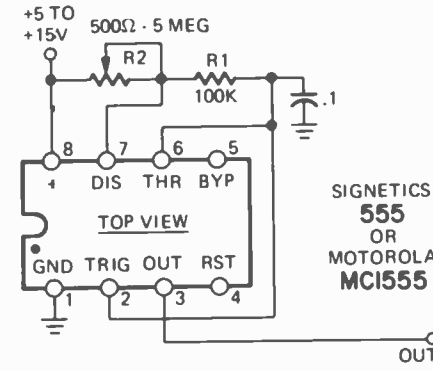 +5 TO
+15V
500Ω - 5 MEG
R2
R1
100K
.1
8 7 6 5
+ DIS THR BYP
TOP VIEW
GND TRIG OUT RST
1 2 3 4
SIGNETICS
555
OR
MOTOROLA
MC1555
OUT